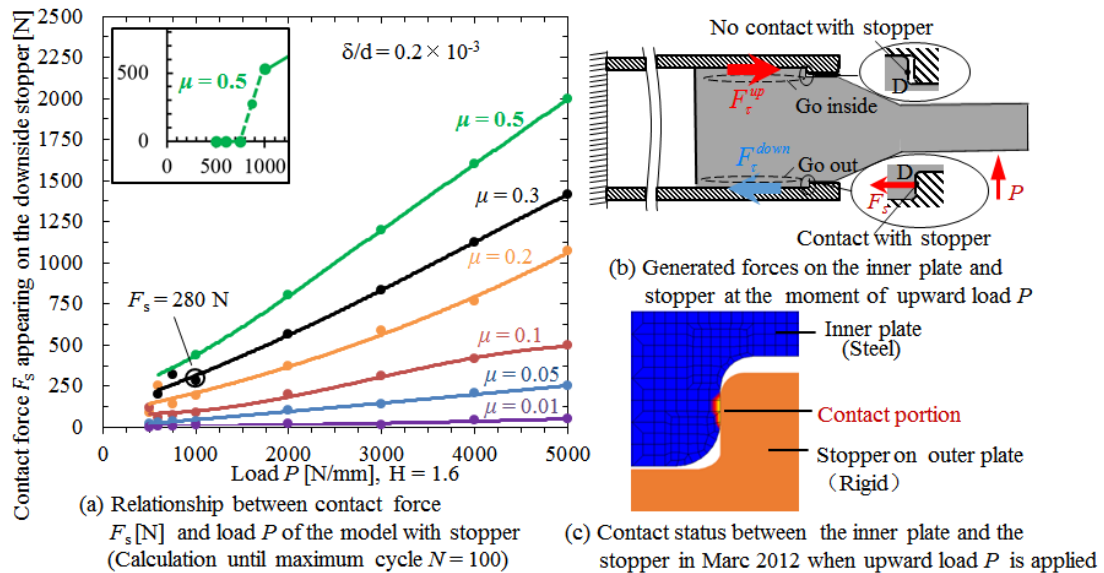 Contact force Fs appearing on the downside stopper [N]
2500
2250
2000
1750
1500
1250
1000
750
500
250
0
500
0
μ = 0.5
0
500
1000
δ/d = 0.2 × 10⁻³
μ = 0.5
μ = 0.3
μ = 0.2
Fs = 280 N
μ = 0.1
μ = 0.05
μ = 0.01
0
1000
2000
3000
4000
5000
Load P [N/mm], H = 1.6
(a) Relationship between contact force
Fs [N] and load P of the model with stopper
(Calculation until maximum cycle N = 100)
No contact with stopper
D
Fτup
Go inside
Fτdown
Go out
D
Fs
P
Contact with stopper
(b) Generated forces on the inner plate and
stopper at the moment of upward load P
Inner plate
(Steel)
Contact portion
Stopper on outer plate
(Rigid)
(c) Contact status between the inner plate and the
stopper in Marc 2012 when upward load P is applied